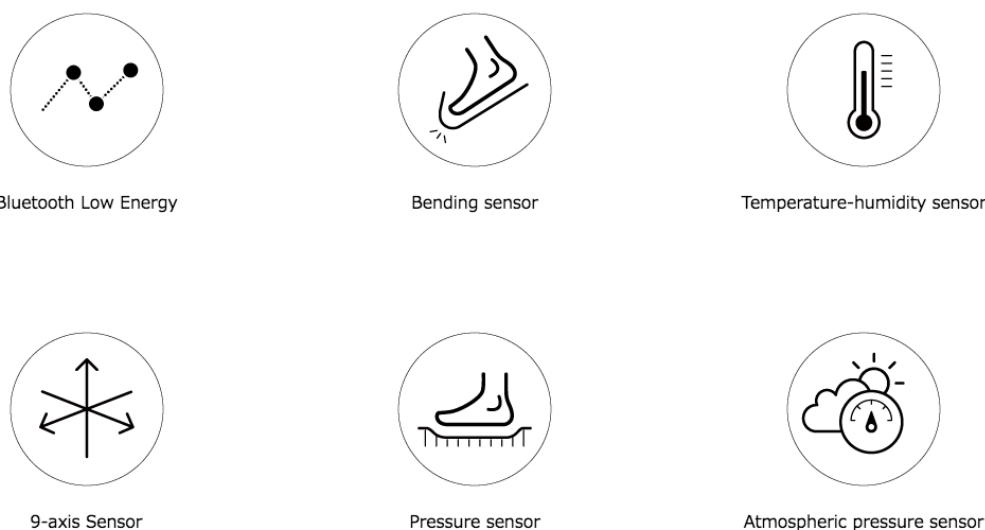 Bluetooth Low Energy
Bending sensor
Temperature-humidity sensor
9-axis Sensor
Pressure sensor
Atmospheric pressure sensor